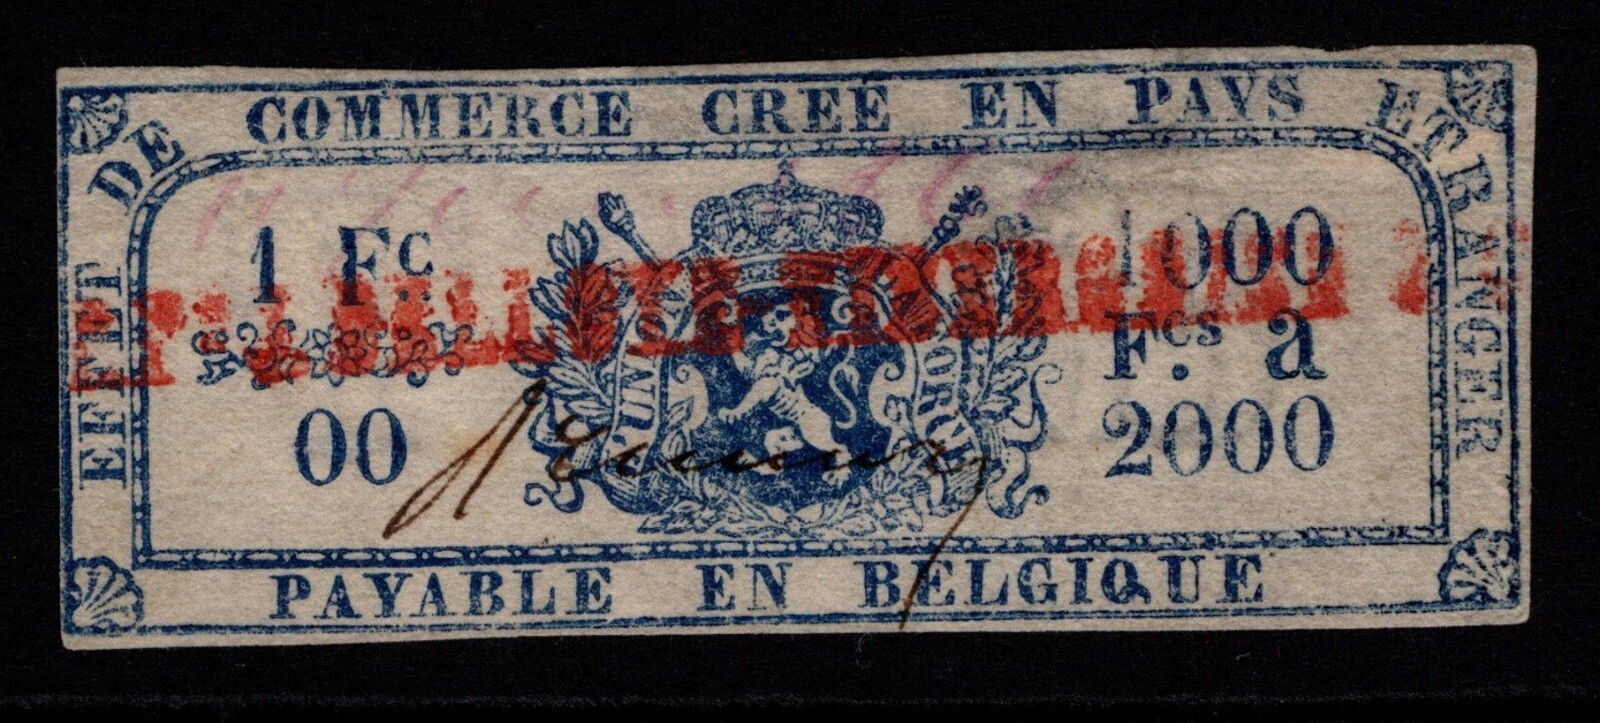 EFFET DE COMMERCE CREÉ EN PAYS ETRANGER
1 Fc.
00
L'UNION FAIT LA FORCE
1000
Fcs. a
2000
PAYABLE EN BELGIQUE